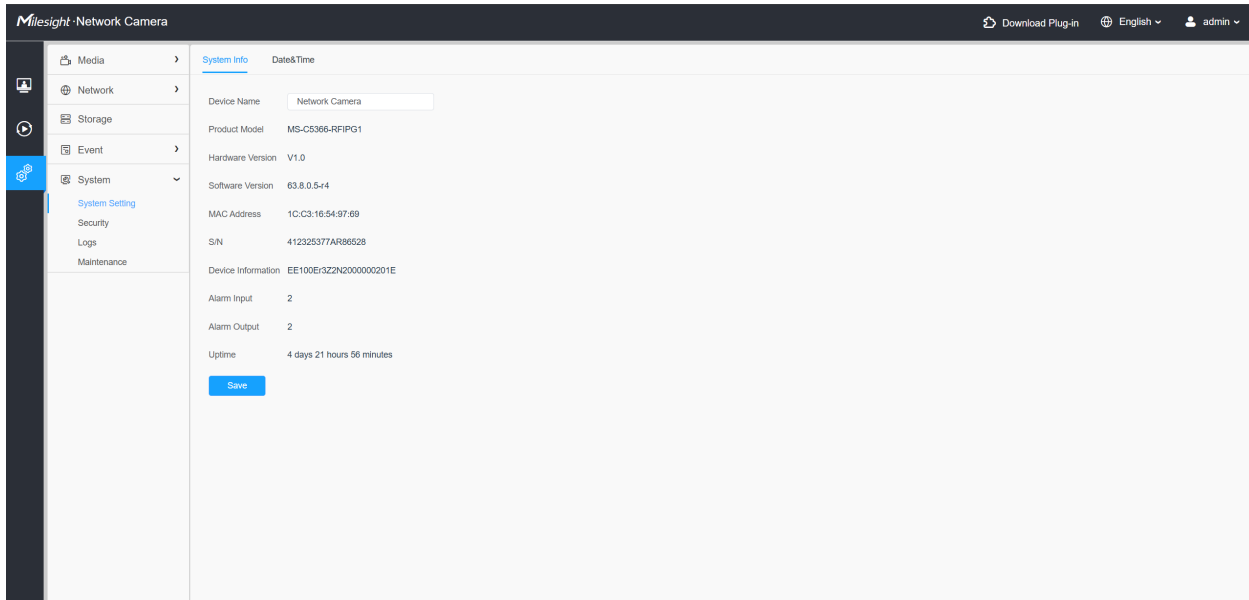 Milesight · Network Camera Download Plug-in English admin
Media System Info Date&Time
Network
Device Name Network Camera
Storage
Product Model MS-C5366-RFIPG1
Event
Hardware Version V1.0
System
Software Version 63.8.0.5-r4
System Setting
MAC Address 1C:C3:16:54:97:69
Security
Logs
S/N 412325377AR86528
Maintenance
Device Information EE100Er3Z2N2000000201E
Alarm Input 2
Alarm Output 2
Uptime 4 days 21 hours 56 minutes
Save